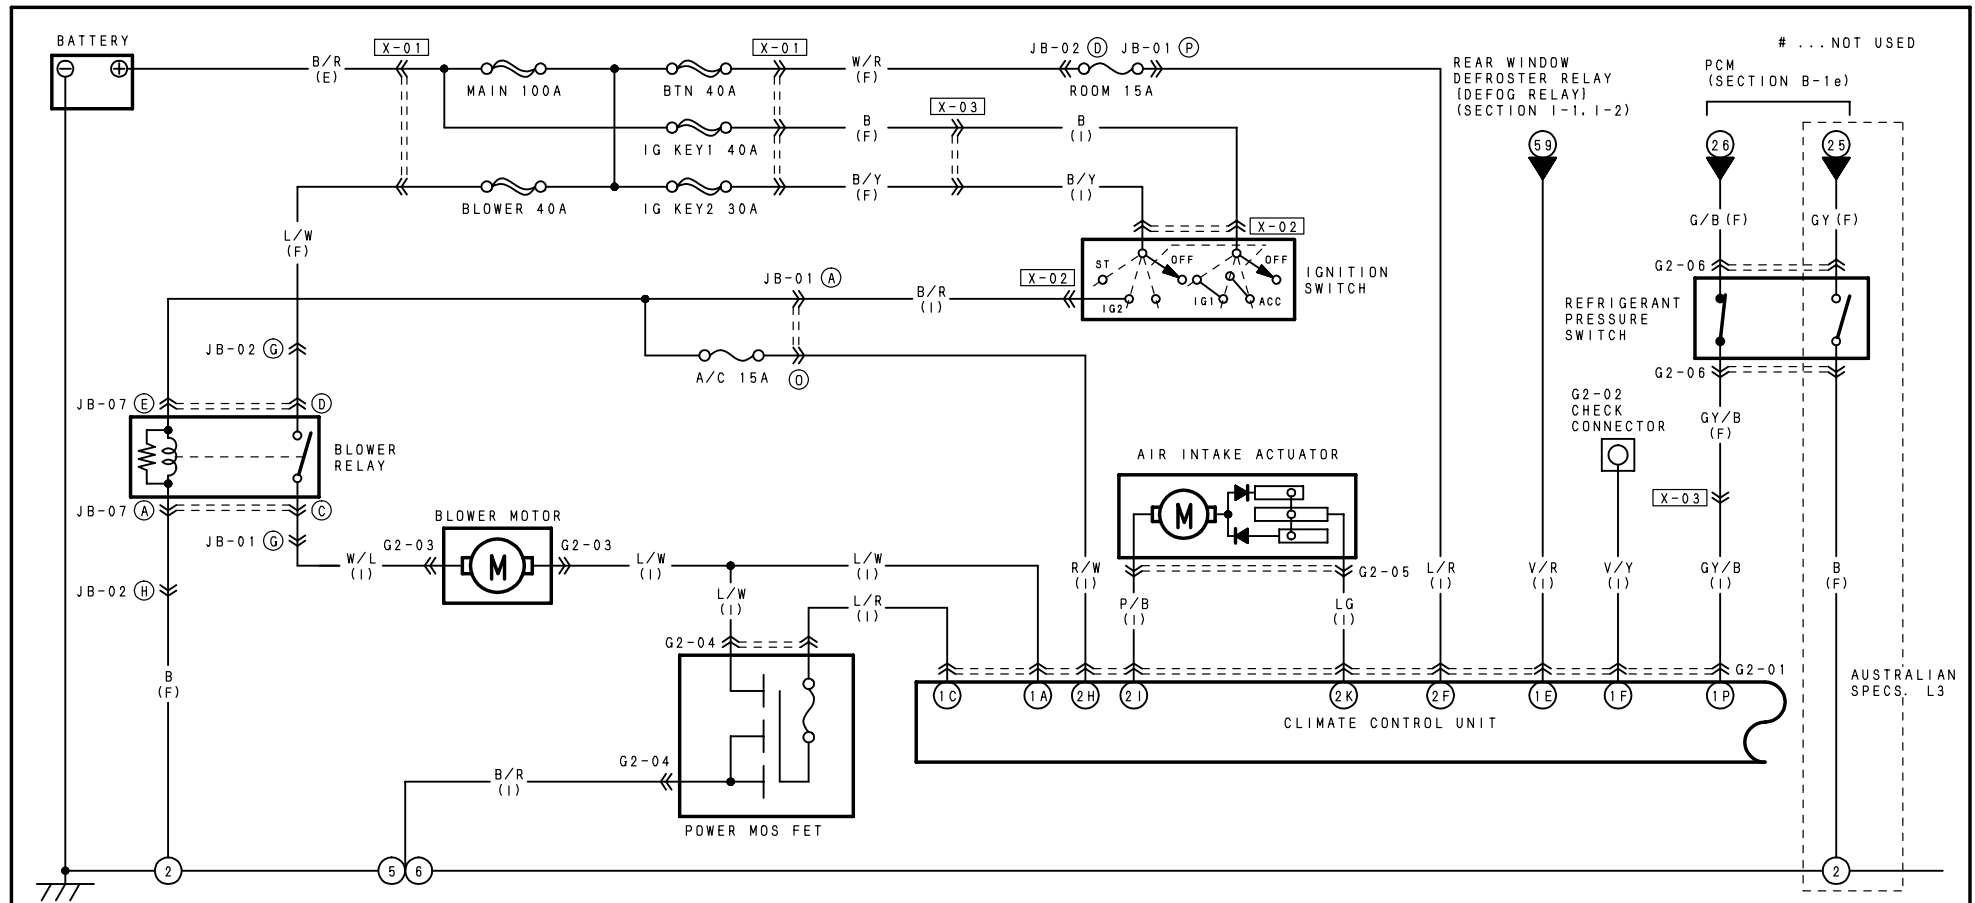 BATTERY
B/R
(E)
X-01
MAIN 100A
X-01
BTN 40A
W/R
(F)
JB-02 D JB-01 P
ROOM 15A
# ...NOT USED
REAR WINDOW
DEFROSTER RELAY
(DEFOG RELAY)
(SECTION I-1, I-2)
PCM
(SECTION B-1e)
IG KEY1 40A
B
(F)
X-03
B
(I)
59
26
25
BLOWER 40A
IG KEY2 30A
B/Y
(F)
B/Y
(I)
L/W
(F)
G/B (F)
GY (F)
X-02
ST
OFF
OFF
IG2
IG1
ACC
IGNITION
SWITCH
X-02
JB-01 A
B/R
(I)
G2-06
REFRIGERANT
PRESSURE
SWITCH
G2-06
JB-02 G
A/C 15A
O
JB-07 E
D
BLOWER
RELAY
JB-07 A
C
JB-01 G
JB-02 H
G2-02
CHECK
CONNECTOR
GY/B
(F)
X-03
AIR INTAKE ACTUATOR
M
G2-05
BLOWER MOTOR
G2-03
M
G2-03
W/L
(I)
L/W
(I)
L/W
(I)
L/W
(I)
L/R
(I)
R/W
(I)
P/B
(I)
LG
(I)
L/R
(I)
V/R
(I)
V/Y
(I)
GY/B
(I)
B
(F)
B
(F)
G2-04
G2-01
1C
1A
2H
2I
2K
2F
1E
1F
1P
CLIMATE CONTROL UNIT
AUSTRALIAN
SPECS. L3
G2-04
B/R
(I)
POWER MOS FET
2
5
6
2